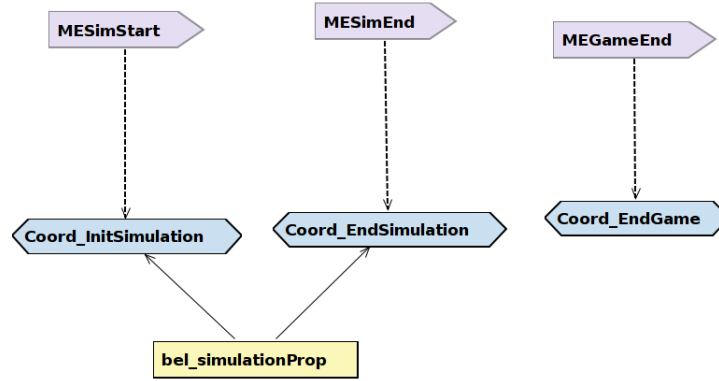 MESimStart
MESimEnd
MEGameEnd
Coord_InitSimulation
Coord_EndSimulation
Coord_EndGame
bel_simulationProp